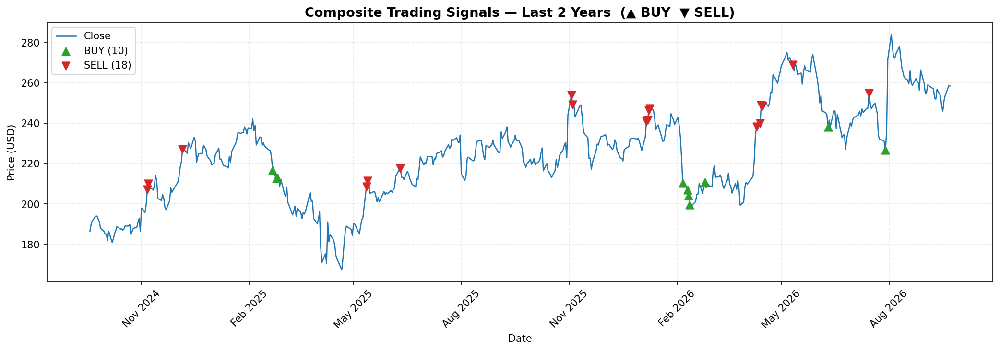 Composite Trading Signals — Last 2 Years (▲ BUY ▼ SELL)
Close
BUY (10)
SELL (18)
Price (USD)
280
260
240
220
200
180
Nov 2024
Feb 2025
May 2025
Aug 2025
Nov 2025
Feb 2026
May 2026
Aug 2026
Date